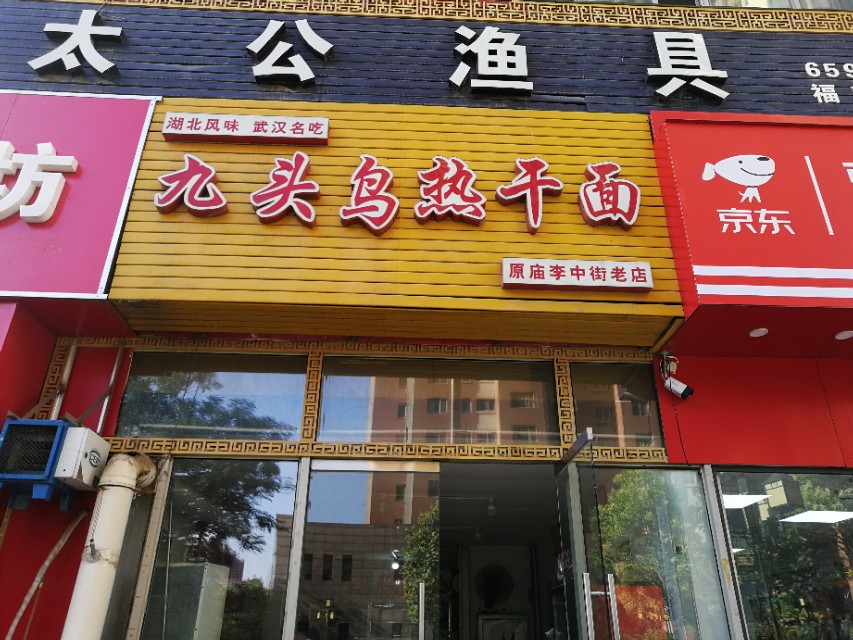 太公渔具
659
福
坊
湖北风味 武汉名吃
九头鸟热干面
原庙李中街老店
京东